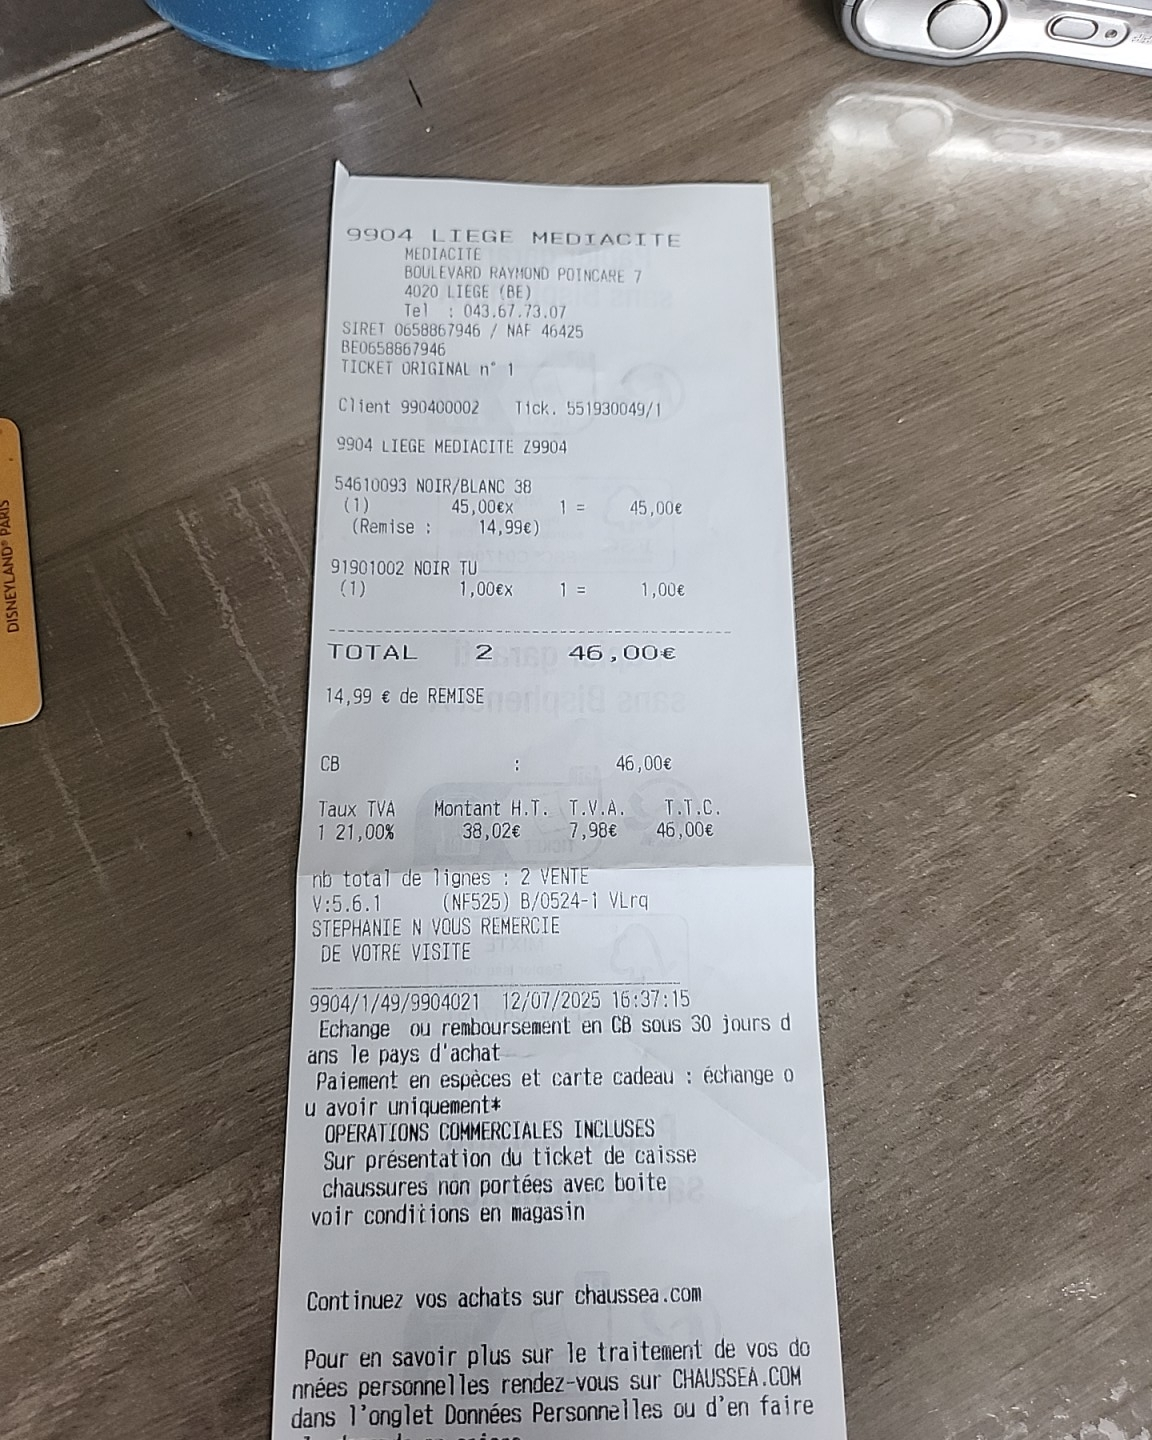 9904 LIEGE MEDIACITE
MEDIACITE
BOULEVARD RAYMOND POINCARE 7
4020 LIEGE (BE)
Tel : 043.67.73.07
SIRET 0658867946 / NAF 46425
BE0658867946
TICKET ORIGINAL n° 1
Client 990400002 Tick. 551930049/1
9904 LIEGE MEDIACITE Z9904
54610093 NOIR/BLANC 38
(1) 45,00€x 1 = 45,00€
(Remise : 14,99€)
91901002 NOIR TU
(1) 1,00€x 1 = 1,00€
TOTAL 2 46,00€
14,99 € de REMISE
CB : 46,00€
Taux TVA Montant H.T. T.V.A. T.T.C.
1 21,00% 38,02€ 7,98€ 46,00€
nb total de lignes : 2 VENTE
V:5.6.1 (NF525) B/0524-1 VLrq
STEPHANIE N VOUS REMERCIE
DE VOTRE VISITE
9904/1/49/9904021 12/07/2025 16:37:15
Echange ou remboursement en CB sous 30 jours d
ans le pays d'achat
Paiement en espèces et carte cadeau : échange o
u avoir uniquement*
OPERATIONS COMMERCIALES INCLUSES
Sur présentation du ticket de caisse
chaussures non portées avec boite
voir conditions en magasin
Continuez vos achats sur chaussea.com
Pour en savoir plus sur le traitement de vos do
nnées personnelles rendez-vous sur CHAUSSEA.COM
dans l'onglet Données Personnelles ou d'en faire
DISNEYLAND® PARIS